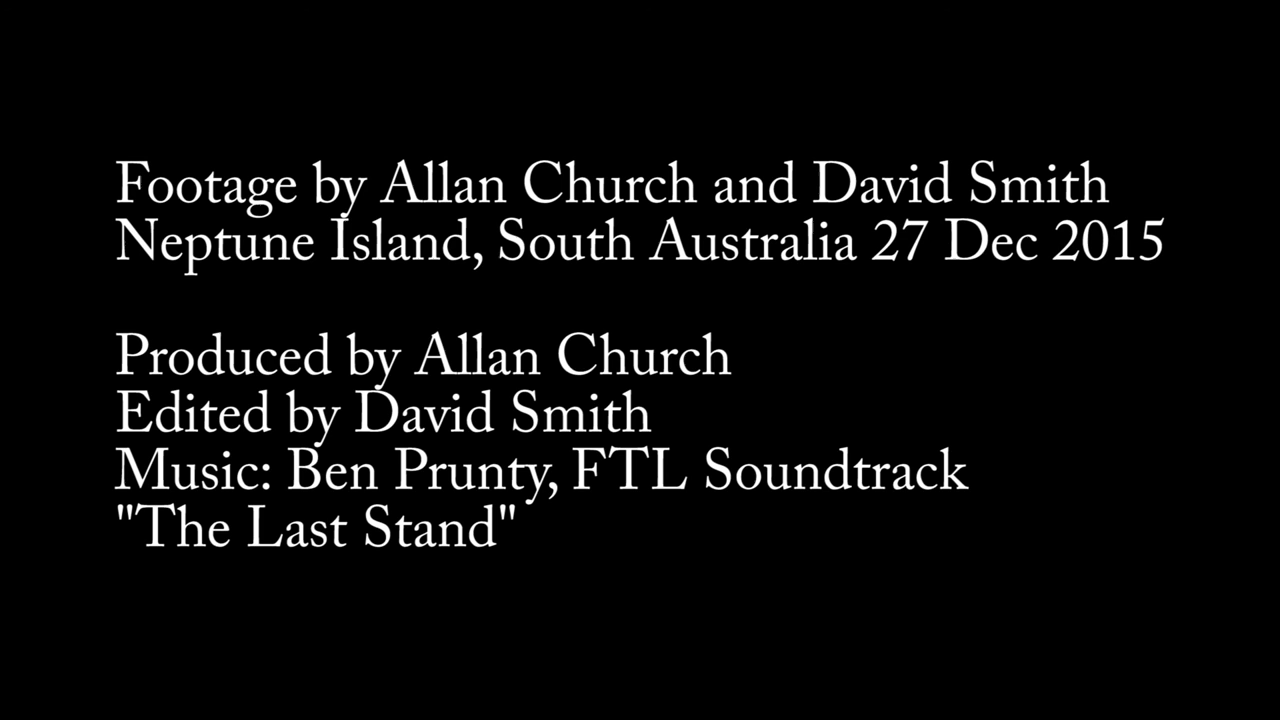 Footage by Allan Church and David Smith
Neptune Island, South Australia 27 Dec 2015
Produced by Allan Church
Edited by David Smith
Music: Ben Prunty, FTL Soundtrack
"The Last Stand"